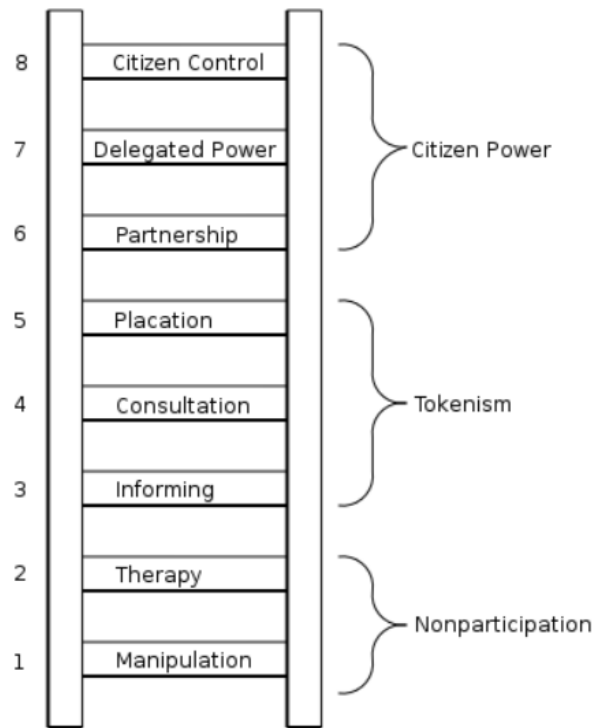 8 Citizen Control
7 Delegated Power Citizen Power
6 Partnership
5 Placation
4 Consultation Tokenism
3 Informing
2 Therapy
Nonparticipation
1 Manipulation